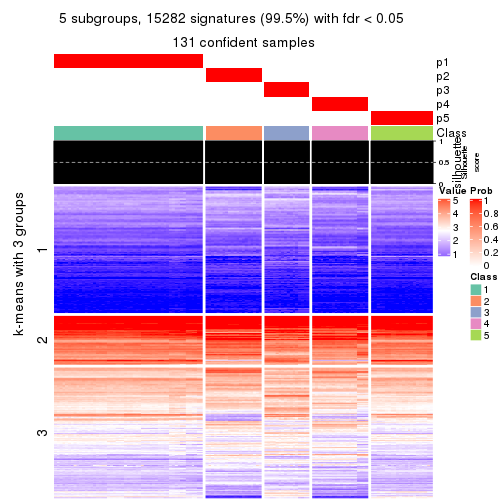 5 subgroups, 15282 signatures (99.5%) with fdr < 0.05
131 confident samples
p1
p2
p3
p4
p5
Class
1
0.5
0
silhouette
Silhouette
score
k-means with 3 groups
1
2
3
Value
5
4
3
2
1
Prob
1
0.8
0.6
0.4
0.2
0
Class
1
2
3
4
5